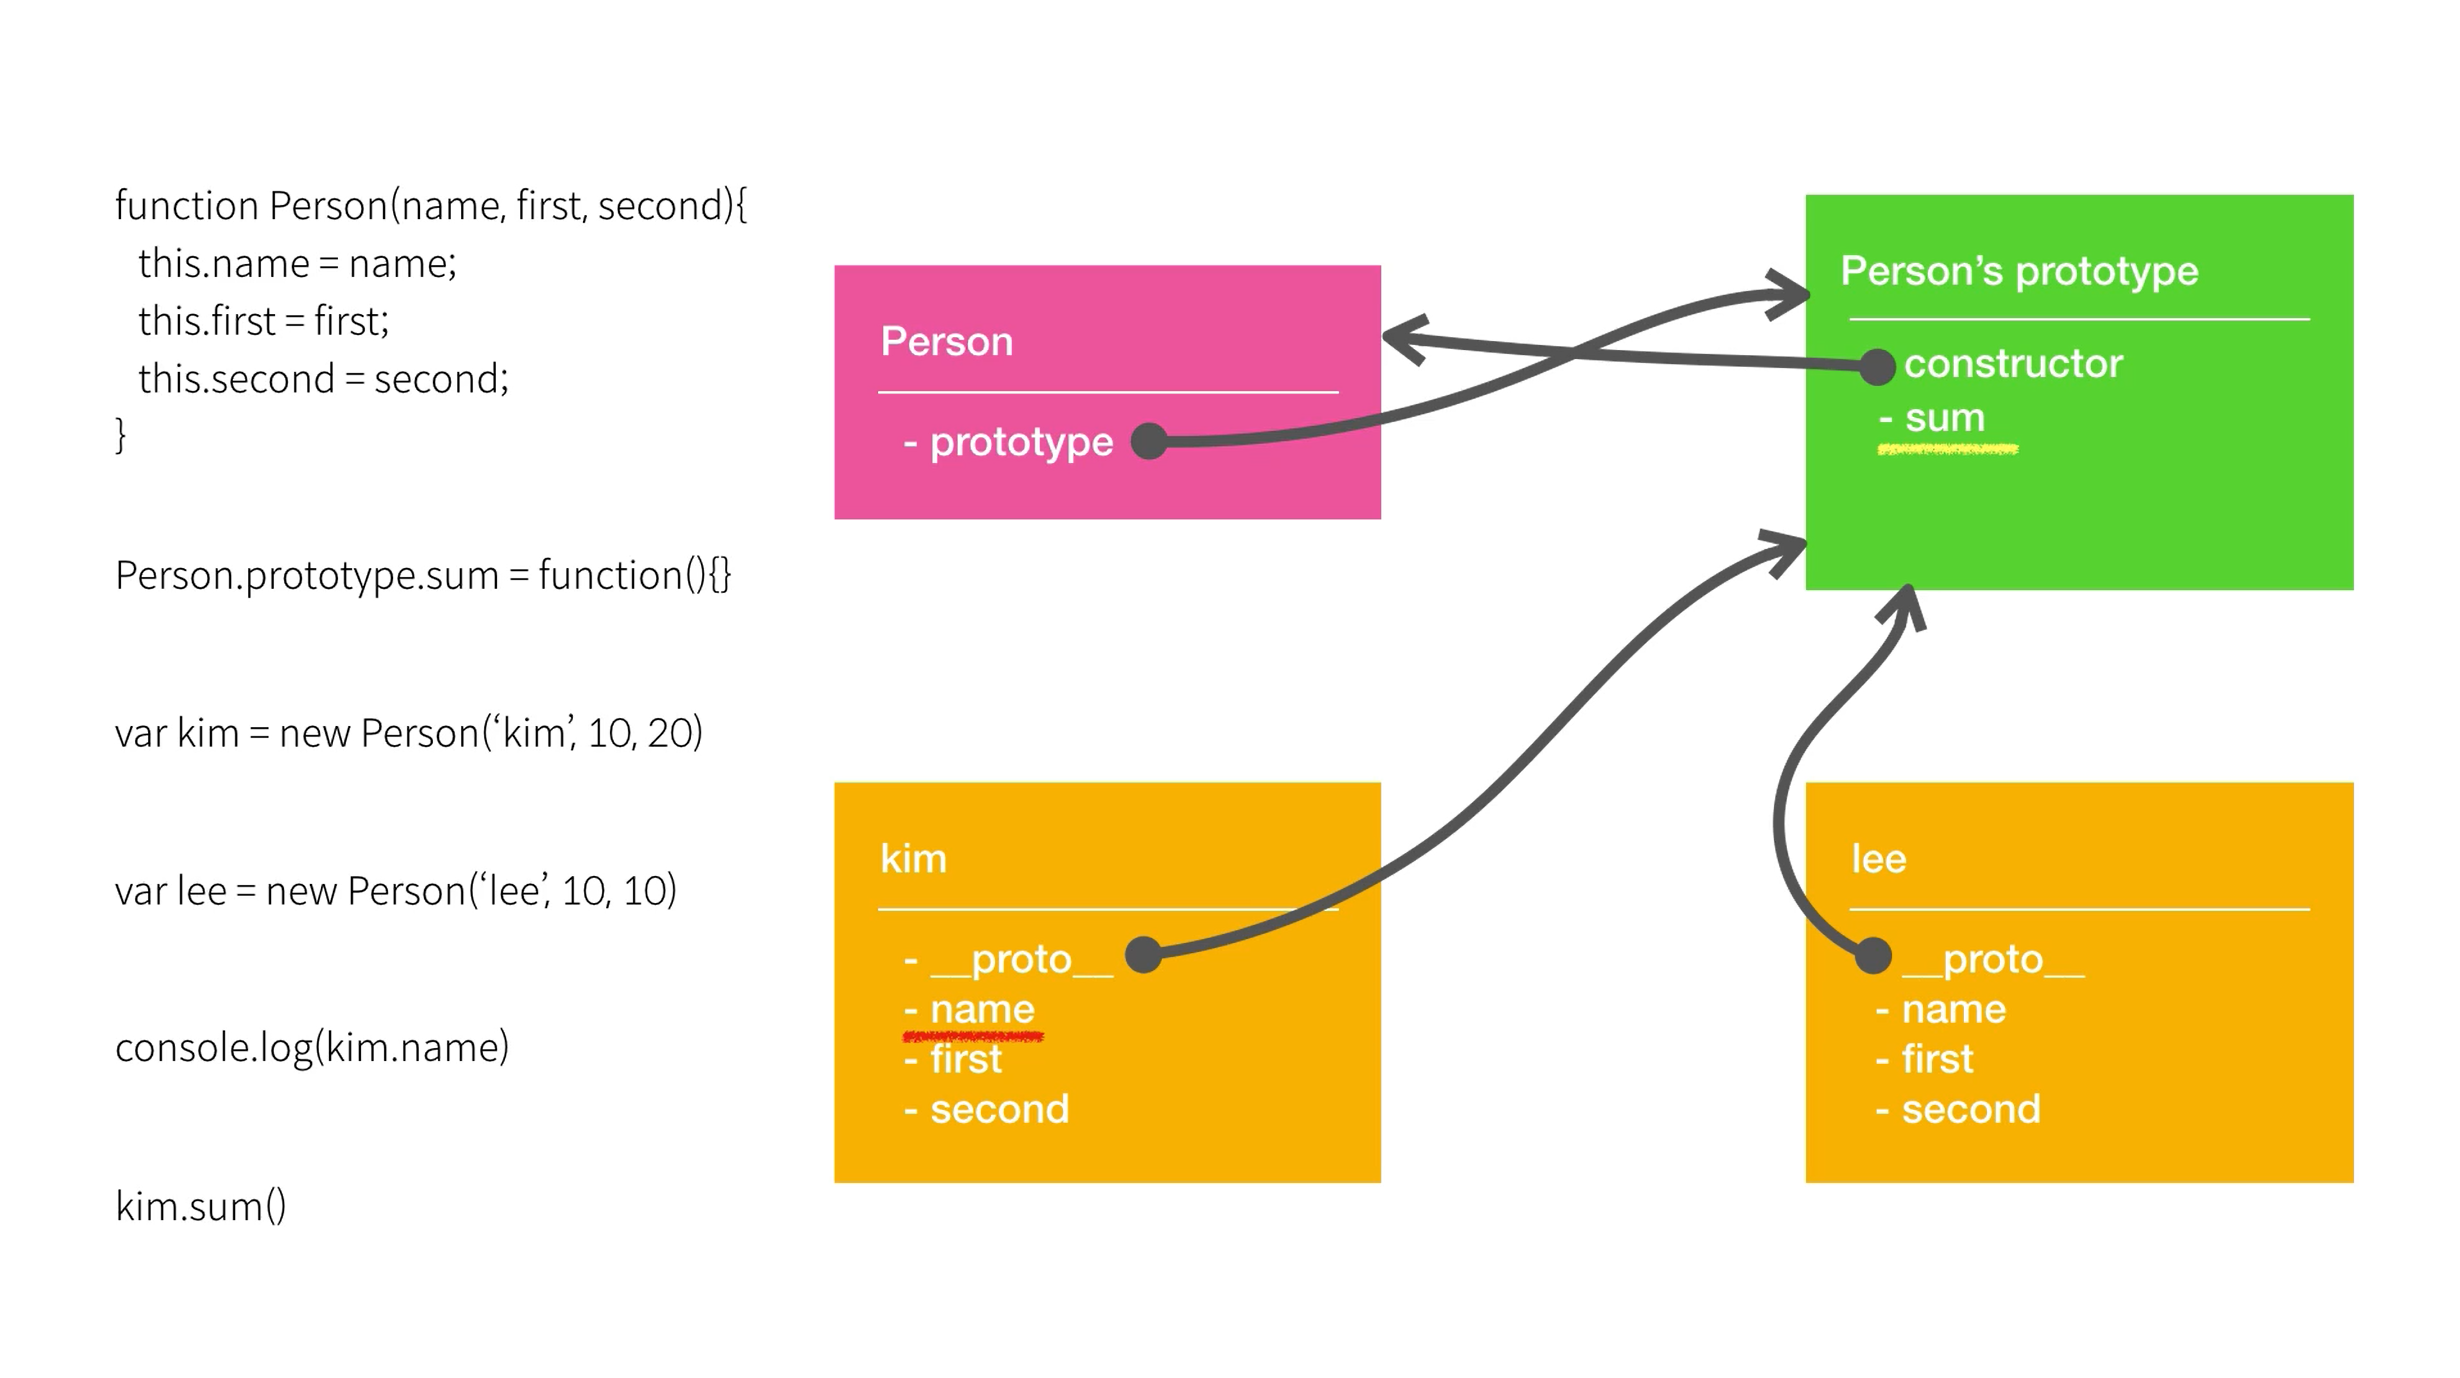 function Person(name, first, second){
this.name = name;
this.first = first;
this.second = second;
}
Person.prototype.sum = function(){}
var kim = new Person(‘kim’, 10, 20)
var lee = new Person(‘lee’, 10, 10)
console.log(kim.name)
kim.sum()
Person
- prototype
Person’s prototype
constructor
- sum
kim
- __proto__
- name
- first
- second
lee
__proto__
- name
- first
- second